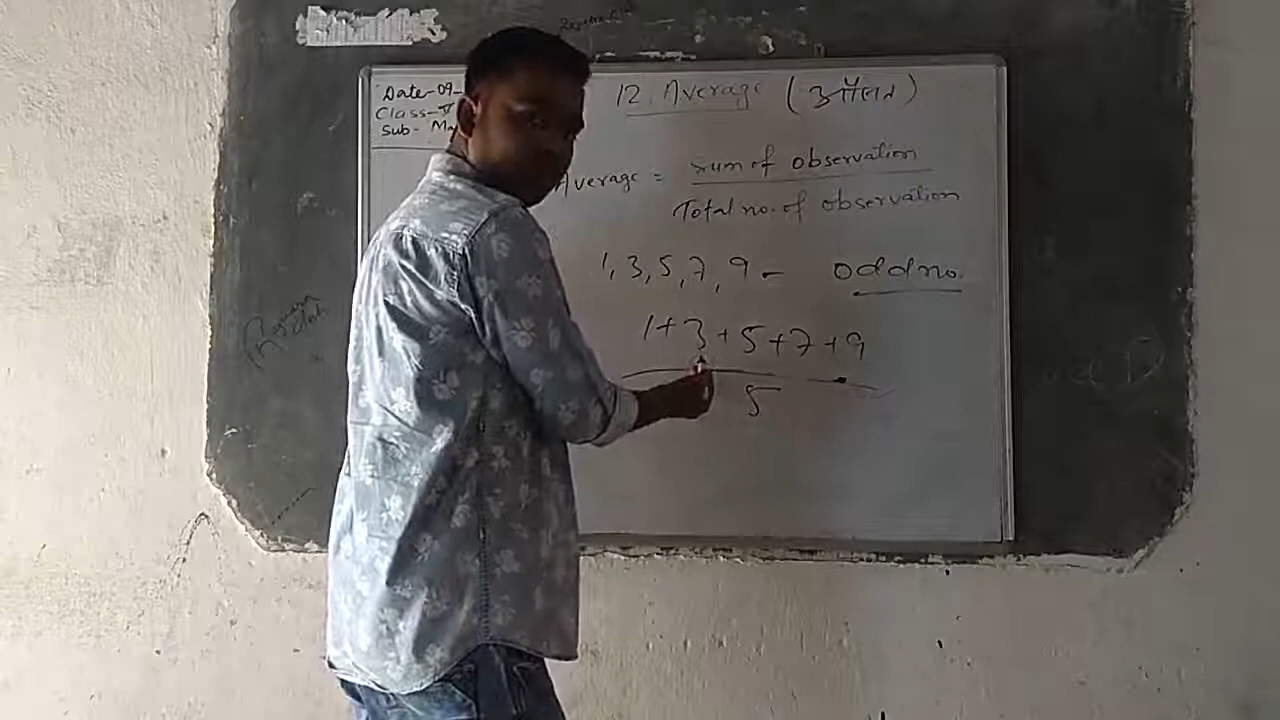 Date-09-
Class-V
Sub- Ma
12. Average (औसत)
Average = sum of observation
Total no. of observation
1, 3, 5, 7, 9 - odd no.
1+3+5+7+9
5